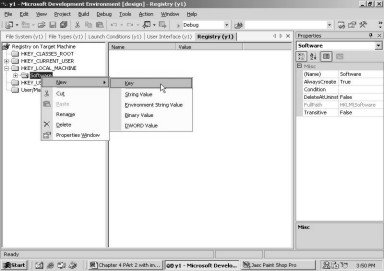 y1 - Microsoft Development Environment [design] - Registry (y1)
File Edit View Project Build Debug Tools Action Window Help
Debug
File System (y1) File Types (y1) Launch Conditions (y1) User Interface (y1) Registry (y1)
Registry on Target Machine
HKEY_CLASSES_ROOT
HKEY_CURRENT_USER
HKEY_LOCAL_MACHINE
Software
HKEY_US
User/Ma
Name Value
New
Cut
Paste
Rename
Delete
Properties Window
Key
String Value
Environment String Value
Binary Value
DWORD Value
Properties
Software
Misc
(Name) Software
AlwaysCreate True
Condition
DeleteAtUninst False
FullPath HKLM\Software
Transitive False
Misc
Ready
Start
Chapter 4 PArt 2 with im...
y1 - Microsoft Develo...
Jasc Paint Shop Pro
3:50 PM